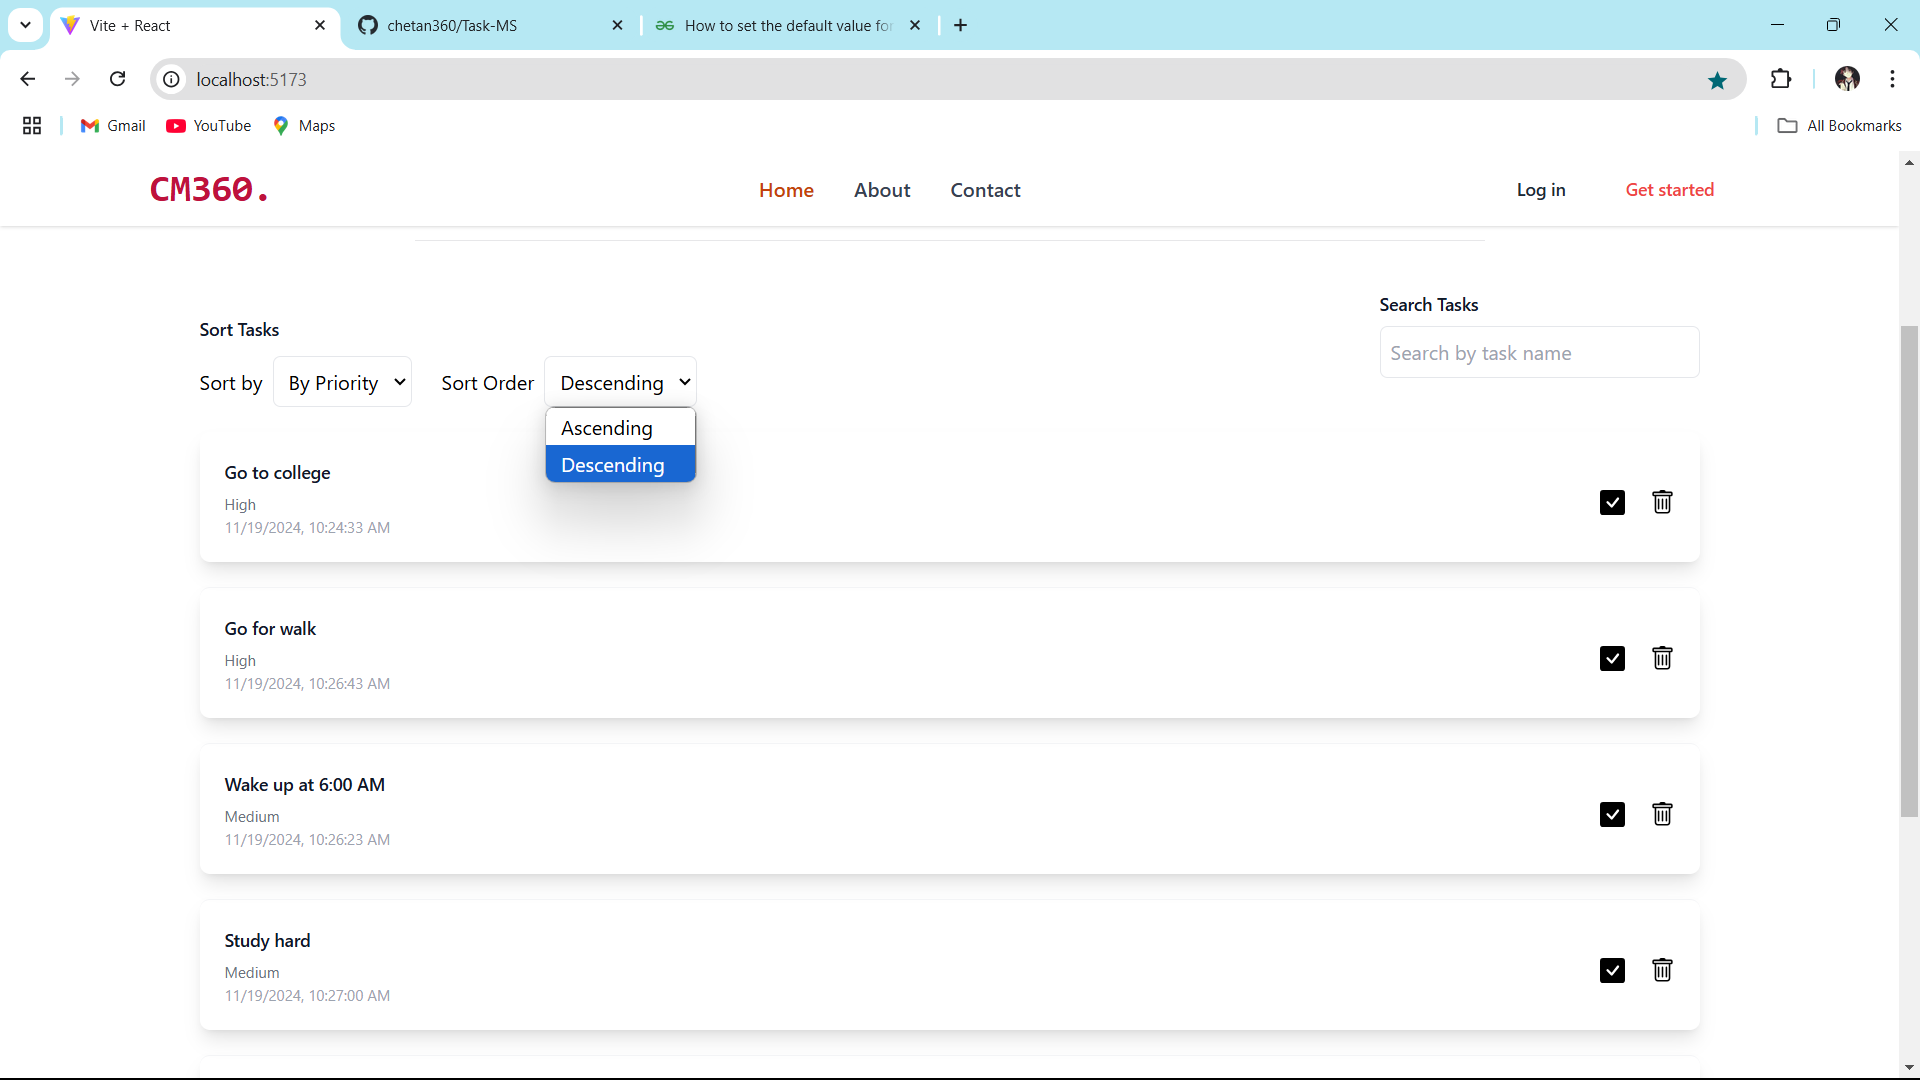 Vite + React
chetan360/Task-MS
How to set the default value for
localhost:5173
Gmail
YouTube
Maps
All Bookmarks
CM360.
Home
About
Contact
Log in
Get started
Search Tasks
Search by task name
Sort Tasks
Sort by
By Priority
Sort Order
Descending
Ascending
Descending
Go to college
High
11/19/2024, 10:24:33 AM
Go for walk
High
11/19/2024, 10:26:43 AM
Wake up at 6:00 AM
Medium
11/19/2024, 10:26:23 AM
Study hard
Medium
11/19/2024, 10:27:00 AM